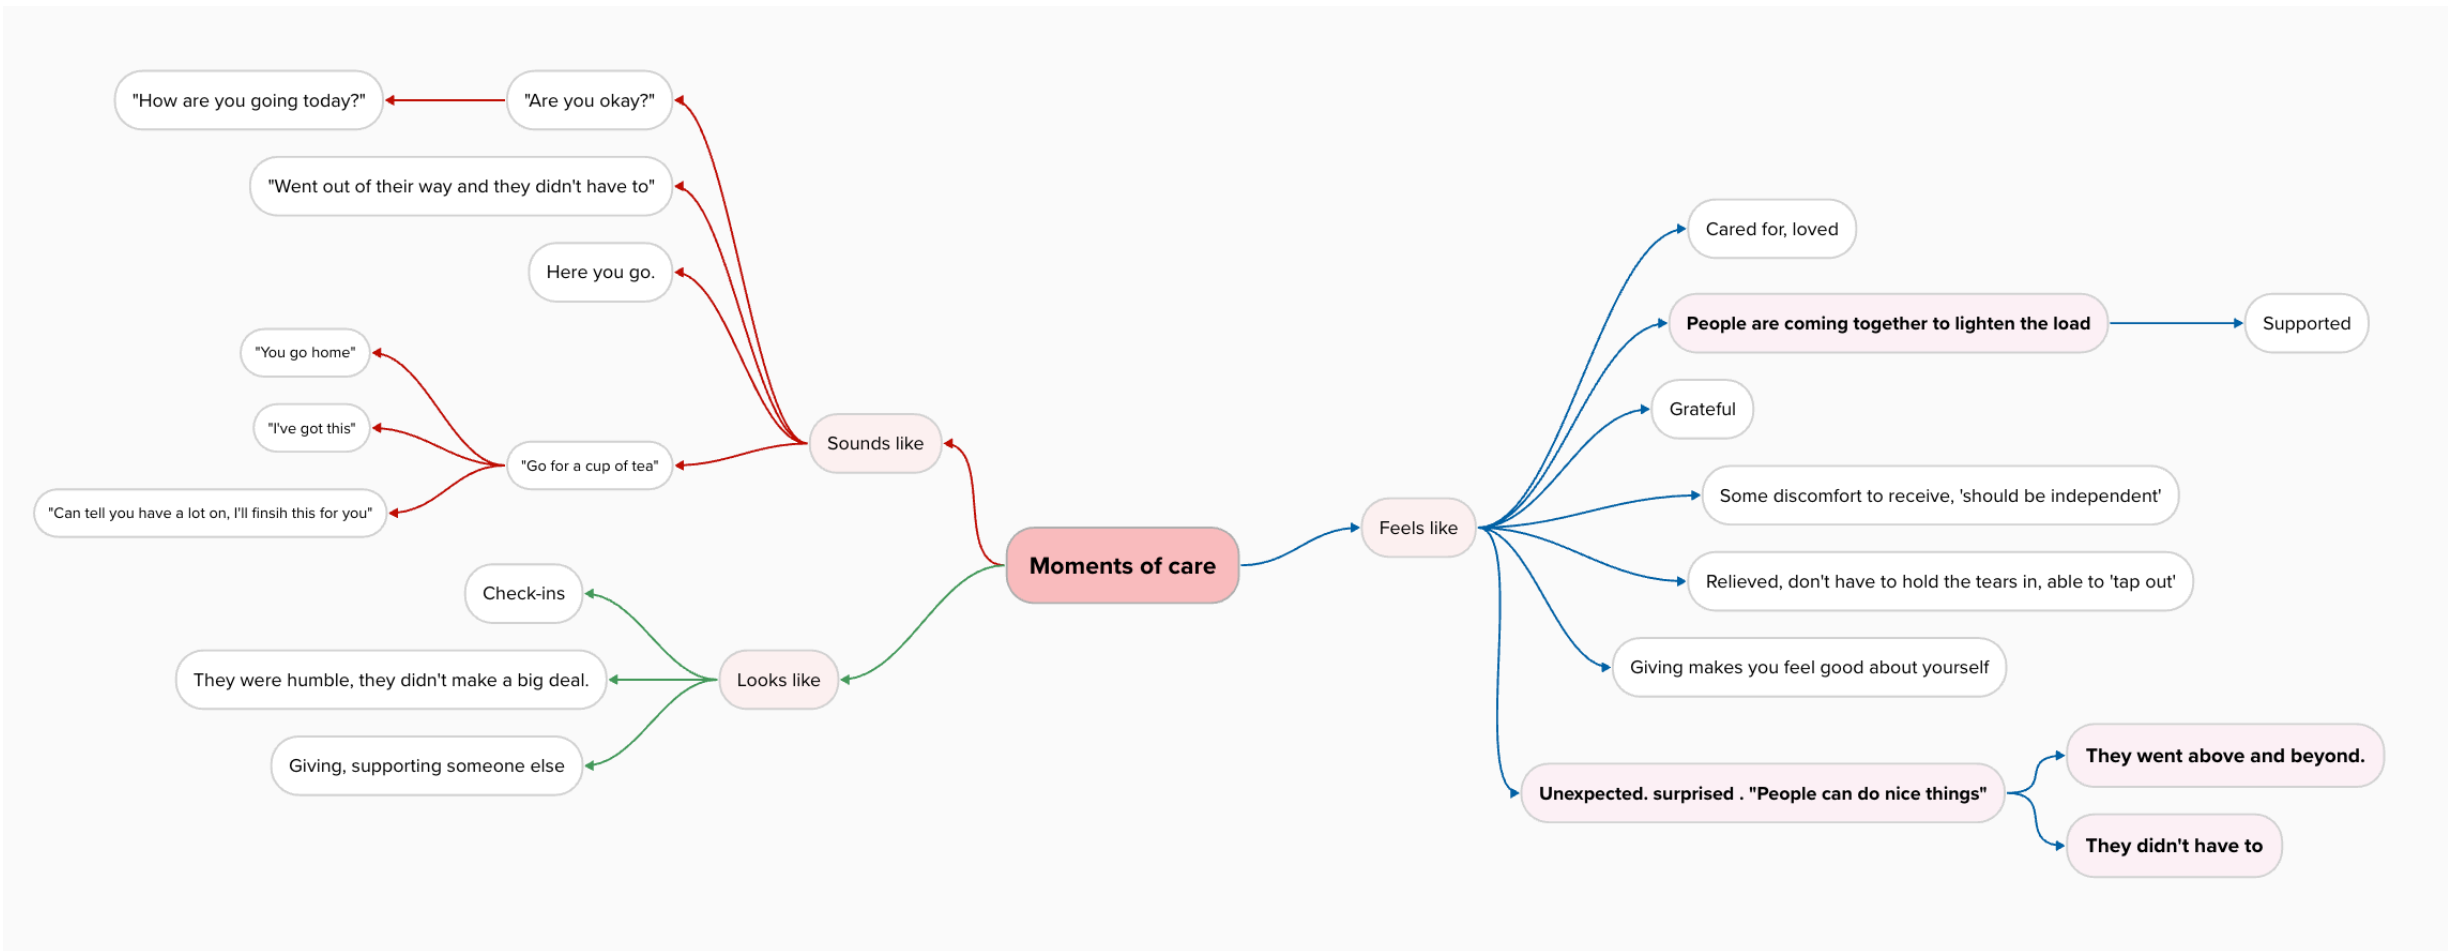 "How are you going today?"
"Are you okay?"
"Went out of their way and they didn't have to"
Here you go.
"You go home"
"I've got this"
"Go for a cup of tea"
"Can tell you have a lot on, I'll finsih this for you"
Sounds like
Check-ins
They were humble, they didn't make a big deal.
Looks like
Giving, supporting someone else
Moments of care
Feels like
Cared for, loved
People are coming together to lighten the load
Supported
Grateful
Some discomfort to receive, 'should be independent'
Relieved, don't have to hold the tears in, able to 'tap out'
Giving makes you feel good about yourself
Unexpected. surprised . "People can do nice things"
They went above and beyond.
They didn't have to